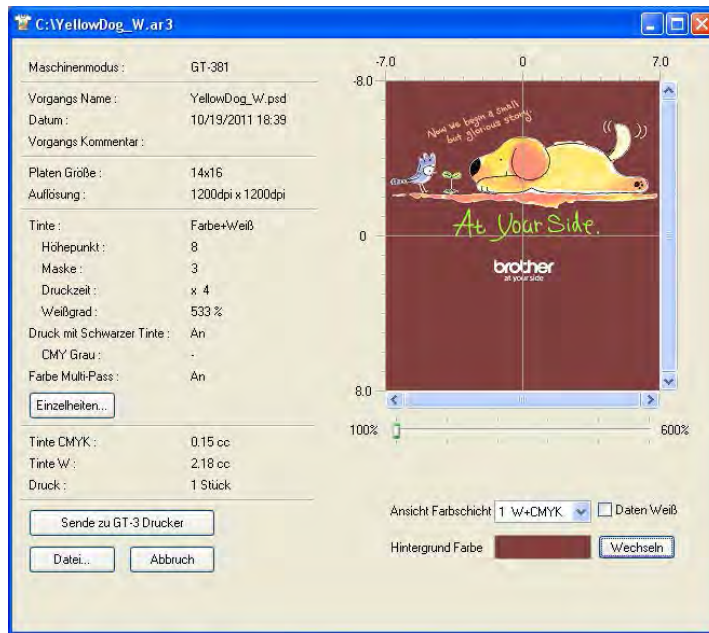 C:\YellowDog_W.ar3
Maschinenmodus : GT-381
Vorgangs Name : YellowDog_W.psd
Datum : 10/19/2011 18:39
Vorgangs Kommentar :
Platen Größe : 14x16
Auflösung : 1200dpi x 1200dpi
Tinte : Farbe+Weiß
Höhepunkt : 8
Maske : 3
Druckzeit : x 4
Weißgrad : 533 %
Druck mit Schwarzer Tinte : An
CMY Grau : -
Farbe Multi-Pass : An
Einzelheiten...
Tinte CMYK : 0.15 cc
Tinte W : 2.18 cc
Druck : 1 Stück
Sende zu GT-3 Drucker
Datei... Abbruch
-7.0 0 7.0
-8.0
Now we begin a small
but glorious story.
At Your Side.
0
brother
at your side
8.0
100% 600%
Ansicht Farbschicht 1 W+CMYK Daten Weiß
Hintergrund Farbe Wechseln